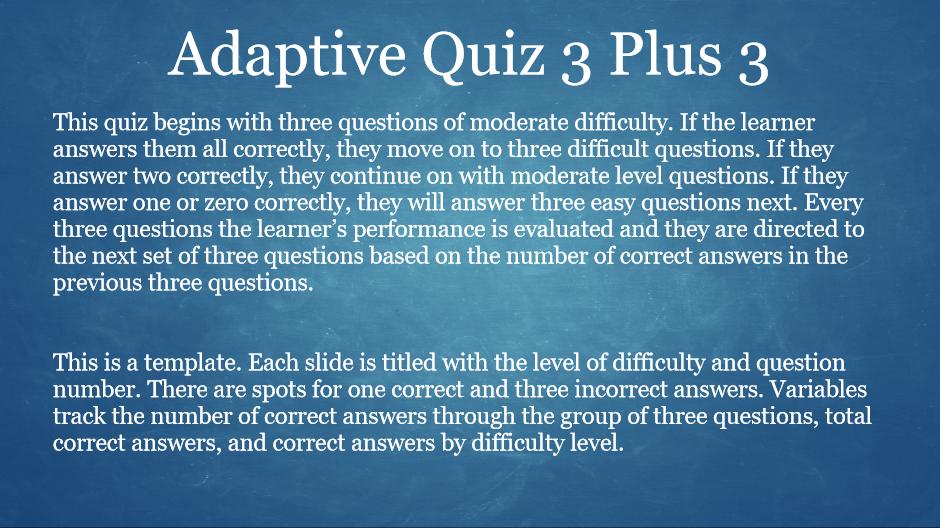 Adaptive Quiz 3 Plus 3
This quiz begins with three questions of moderate difficulty. If the learner
answers them all correctly, they move on to three difficult questions. If they
answer two correctly, they continue on with moderate level questions. If they
answer one or zero correctly, they will answer three easy questions next. Every
three questions the learner’s performance is evaluated and they are directed to
the next set of three questions based on the number of correct answers in the
previous three questions.
This is a template. Each slide is titled with the level of difficulty and question
number. There are spots for one correct and three incorrect answers. Variables
track the number of correct answers through the group of three questions, total
correct answers, and correct answers by difficulty level.